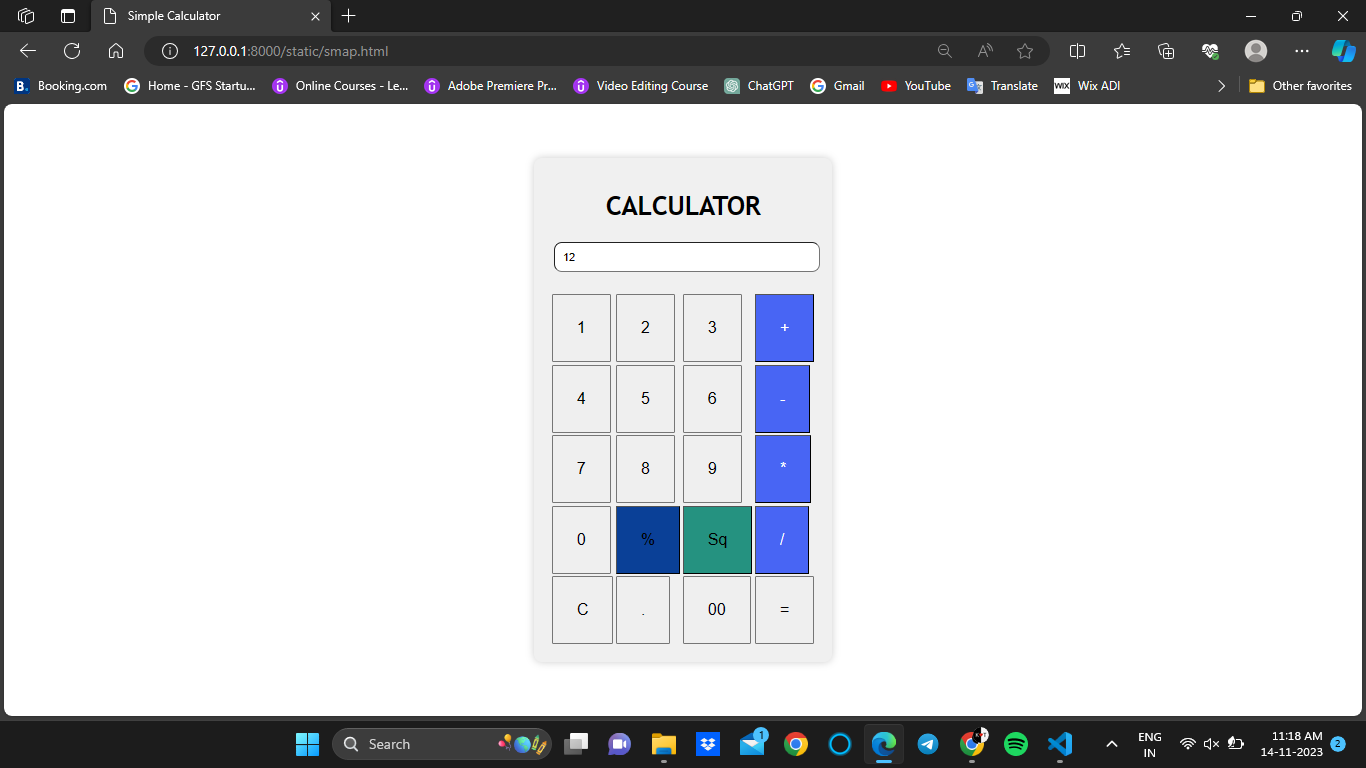 Simple Calculator
127.0.0.1:8000/static/smap.html
B. Booking.com G Home - GFS Startu... Online Courses - Le... Adobe Premiere Pr... Video Editing Course ChatGPT G Gmail YouTube Translate WiX Wix ADI Other favorites
CALCULATOR
12
1 2 3 +
4 5 6 -
7 8 9 *
0 % Sq /
C . 00 =
Search 1 ENG 11:18 AM
IN 14-11-2023 2